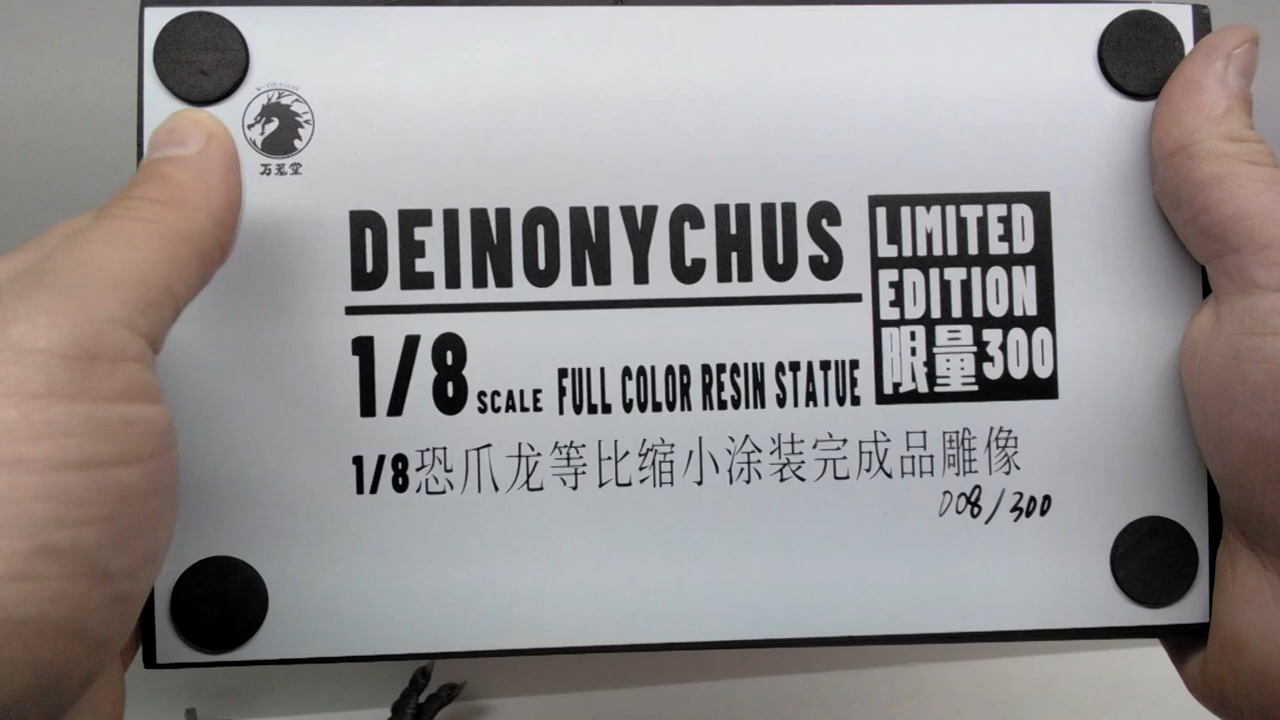 万巻堂
DEINONYCHUS
1/8 SCALE FULL COLOR RESIN STATUE
LIMITED
EDITION
限量300
1/8恐爪龙等比缩小涂装完成品雕像
008/300